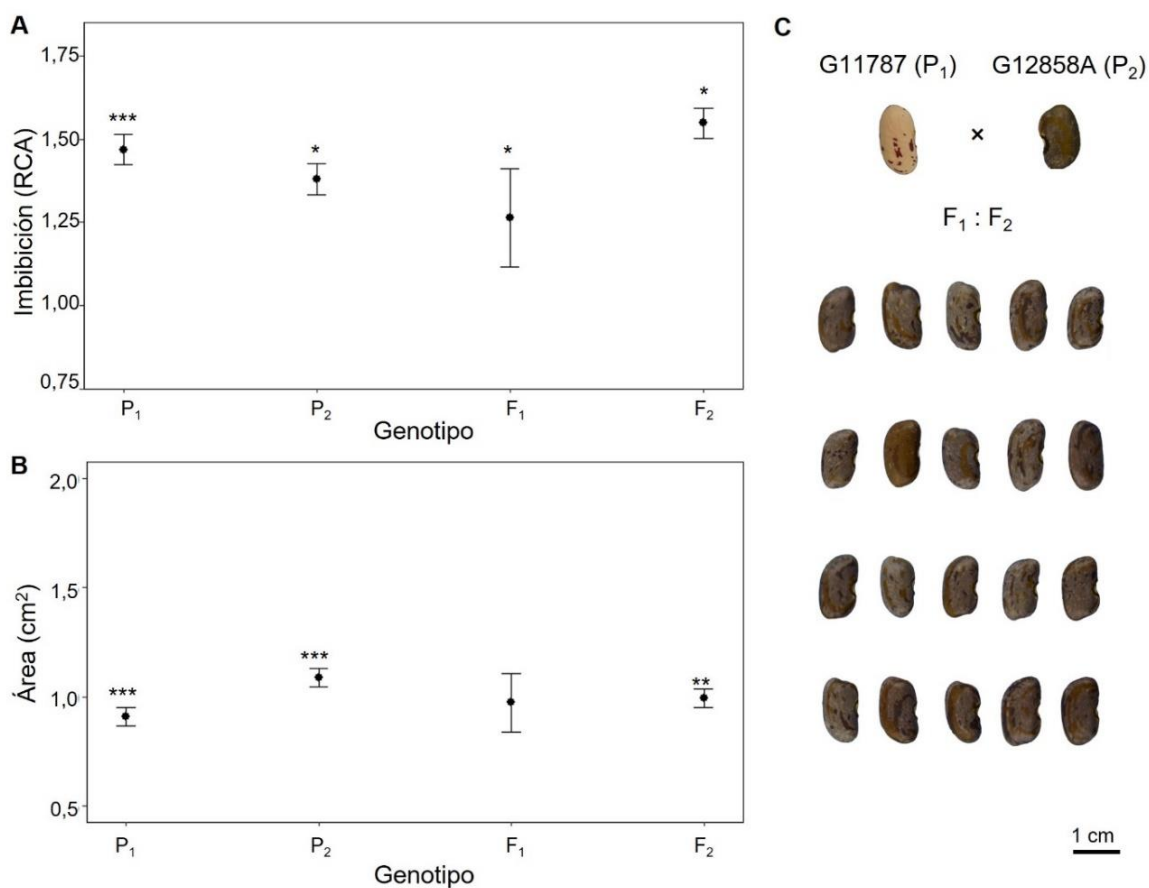 A
1,75
1,50
1,25
1,00
0,75
Imbibición (RCA)
***
*
*
*
P₁ P₂ F₁ F₂
Genotipo
B
2,0
1,5
1,0
0,5
Área (cm²)
***
***
**
P₁ P₂ F₁ F₂
Genotipo
C
G11787 (P₁) G12858A (P₂)
×
F₁ : F₂
1 cm